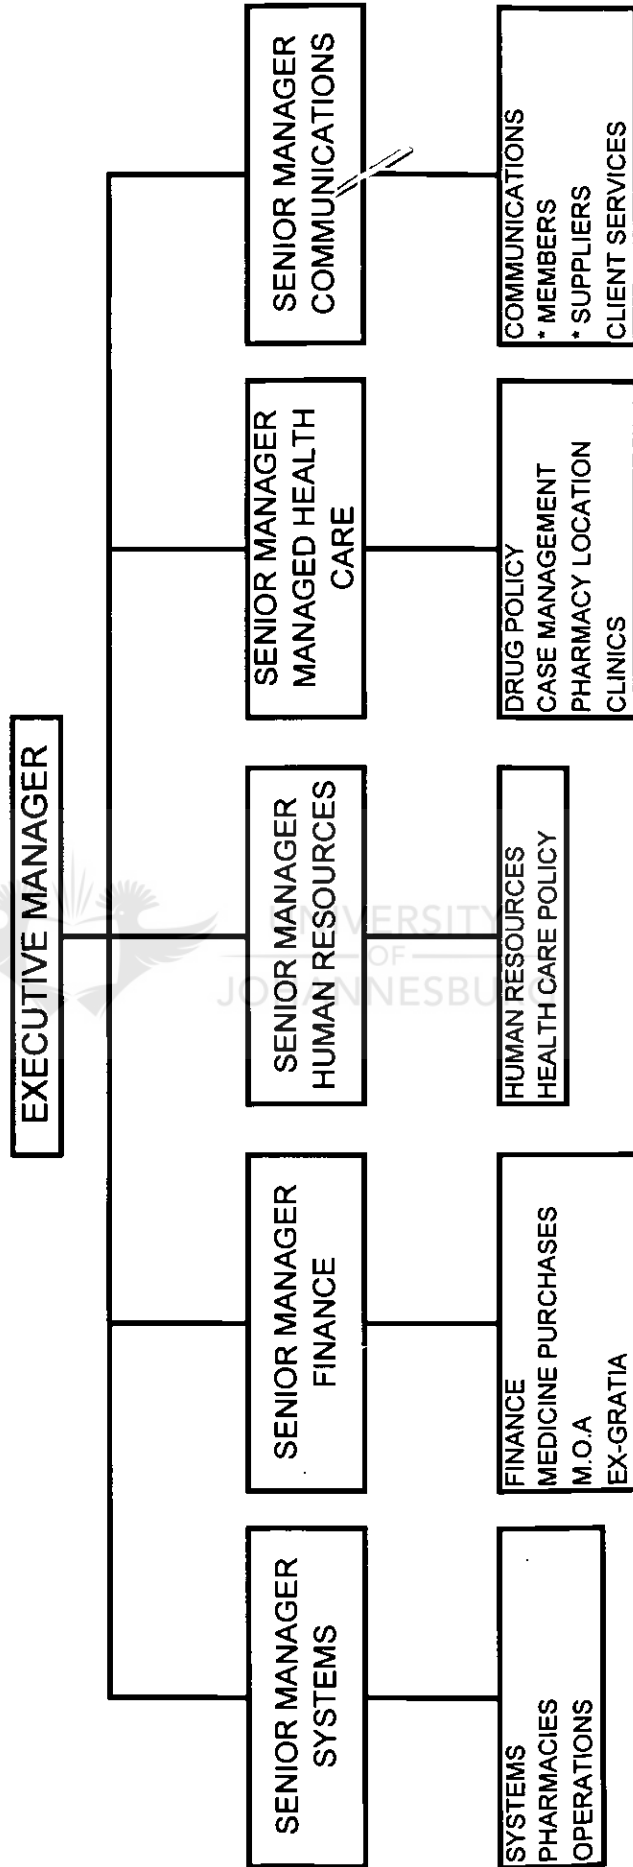 EXECUTIVE MANAGER
SENIOR MANAGER
SYSTEMS
SENIOR MANAGER
FINANCE
SENIOR MANAGER
HUMAN RESOURCES
SENIOR MANAGER
MANAGED HEALTH
CARE
SENIOR MANAGER
COMMUNICATIONS
SYSTEMS
PHARMACIES
OPERATIONS
FINANCE
MEDICINE PURCHASES
M.O.A
EX-GRATIA
HUMAN RESOURCES
HEALTH CARE POLICY
DRUG POLICY
CASE MANAGEMENT
PHARMACY LOCATION
CLINICS
COMMUNICATIONS
* MEMBERS
* SUPPLIERS
CLIENT SERVICES
UNIVERSITY
OF
JOHANNESBURG